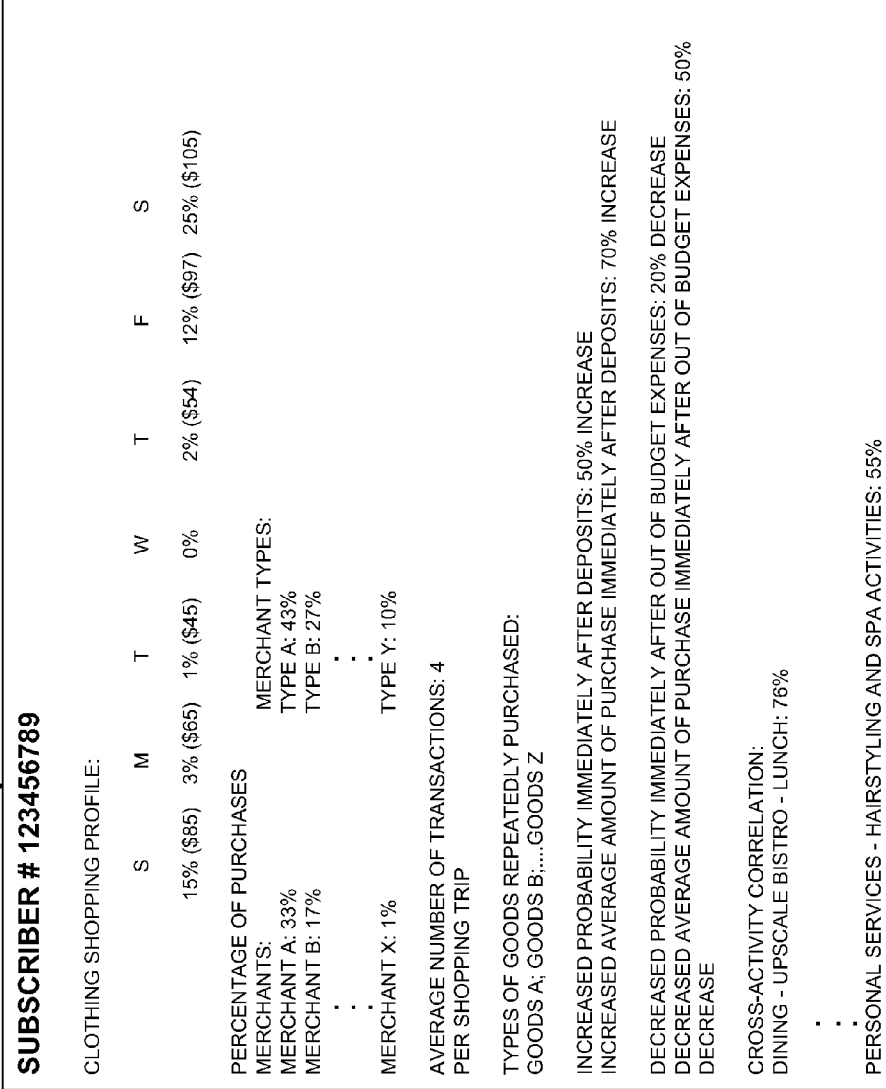 SUBSCRIBER # 123456789
CLOTHING SHOPPING PROFILE:
S M T W T F S
15% ($85) 3% ($65) 1% ($45) 0% 2% ($54) 12% ($97) 25% ($105)
PERCENTAGE OF PURCHASES
MERCHANTS: MERCHANT TYPES:
MERCHANT A: 33% TYPE A: 43%
MERCHANT B: 17% TYPE B: 27%
. .
. .
MERCHANT X: 1% TYPE Y: 10%
AVERAGE NUMBER OF TRANSACTIONS: 4
PER SHOPPING TRIP
TYPES OF GOODS REPEATEDLY PURCHASED:
GOODS A; GOODS B;....GOODS Z
INCREASED PROBABILITY IMMEDIATELY AFTER DEPOSITS: 50% INCREASE
INCREASED AVERAGE AMOUNT OF PURCHASE IMMEDIATELY AFTER DEPOSITS: 70% INCREASE
DECREASED PROBABILITY IMMEDIATELY AFTER OUT OF BUDGET EXPENSES: 20% DECREASE
DECREASED AVERAGE AMOUNT OF PURCHASE IMMEDIATELY AFTER OUT OF BUDGET EXPENSES: 50%
DECREASE
CROSS-ACTIVITY CORRELATION:
DINING - UPSCALE BISTRO - LUNCH: 76%
.
.
PERSONAL SERVICES - HAIRSTYLING AND SPA ACTIVITIES: 55%